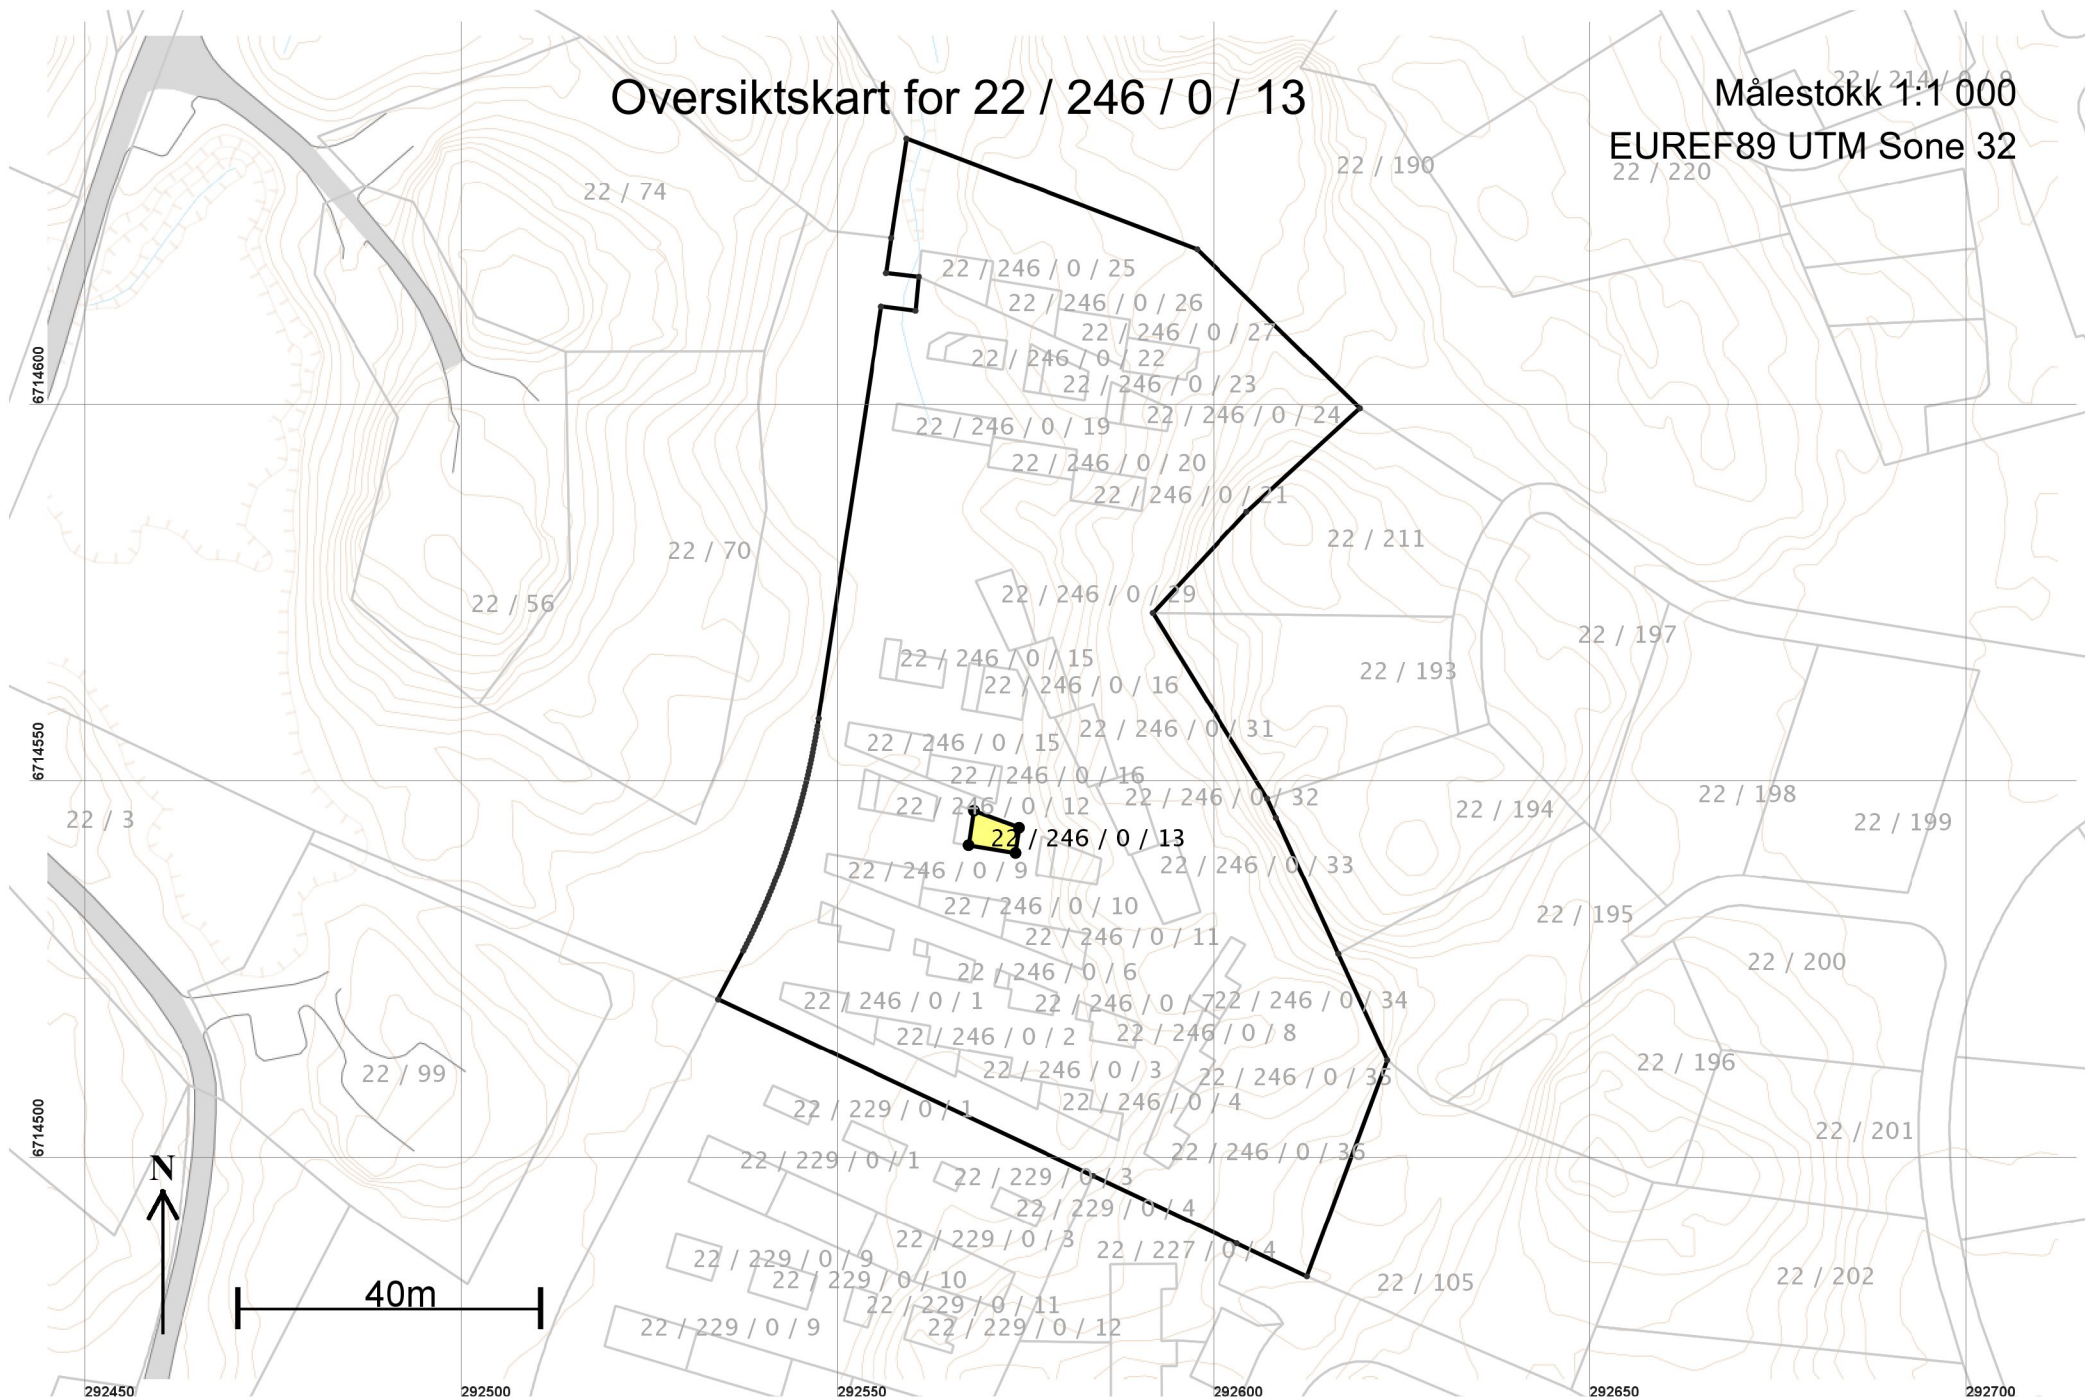 Oversiktskart for 22 / 246 / 0 / 13
22 / 214 / 0 / 8
Målestokk 1:1 000
EUREF89 UTM Sone 32
22 / 190
22 / 220
22 / 74
22 / 246 / 0 / 25
22 / 246 / 0 / 26
22 / 246 / 0 / 27
22 / 246 / 0 / 22
22 / 246 / 0 / 23
22 / 246 / 0 / 24
22 / 246 / 0 / 19
22 / 246 / 0 / 20
22 / 246 / 0 / 21
6714600
22 / 211
22 / 70
22 / 56
22 / 246 / 0 / 29
22 / 197
22 / 246 / 0 / 15
22 / 193
22 / 246 / 0 / 16
22 / 246 / 0 / 31
22 / 246 / 0 / 15
6714550
22 / 246 / 0 / 16
22 / 246 / 0 / 32
22 / 198
22 / 246 / 0 / 12
22 / 194
22 / 3
22 / 199
22 / 246 / 0 / 13
22 / 246 / 0 / 33
22 / 246 / 0 / 9
22 / 246 / 0 / 10
22 / 195
22 / 246 / 0 / 11
22 / 200
22 / 246 / 0 / 6
22 / 246 / 0 / 1
22 / 246 / 0 / 7
22 / 246 / 0 / 34
22 / 246 / 0 / 8
22 / 246 / 0 / 2
22 / 196
22 / 246 / 0 / 3
22 / 99
22 / 246 / 0 / 35
22 / 246 / 0 / 4
22 / 229 / 0 / 1
6714500
22 / 201
22 / 246 / 0 / 36
22 / 229 / 0 / 1
N
22 / 229 / 0 / 3
22 / 229 / 0 / 4
22 / 229 / 0 / 3
22 / 227 / 0 / 4
22 / 229 / 0 / 9
22 / 202
22 / 229 / 0 / 10
22 / 105
40m
22 / 229 / 0 / 11
22 / 229 / 0 / 9
22 / 229 / 0 / 12
292450
292500
292550
292600
292650
292700